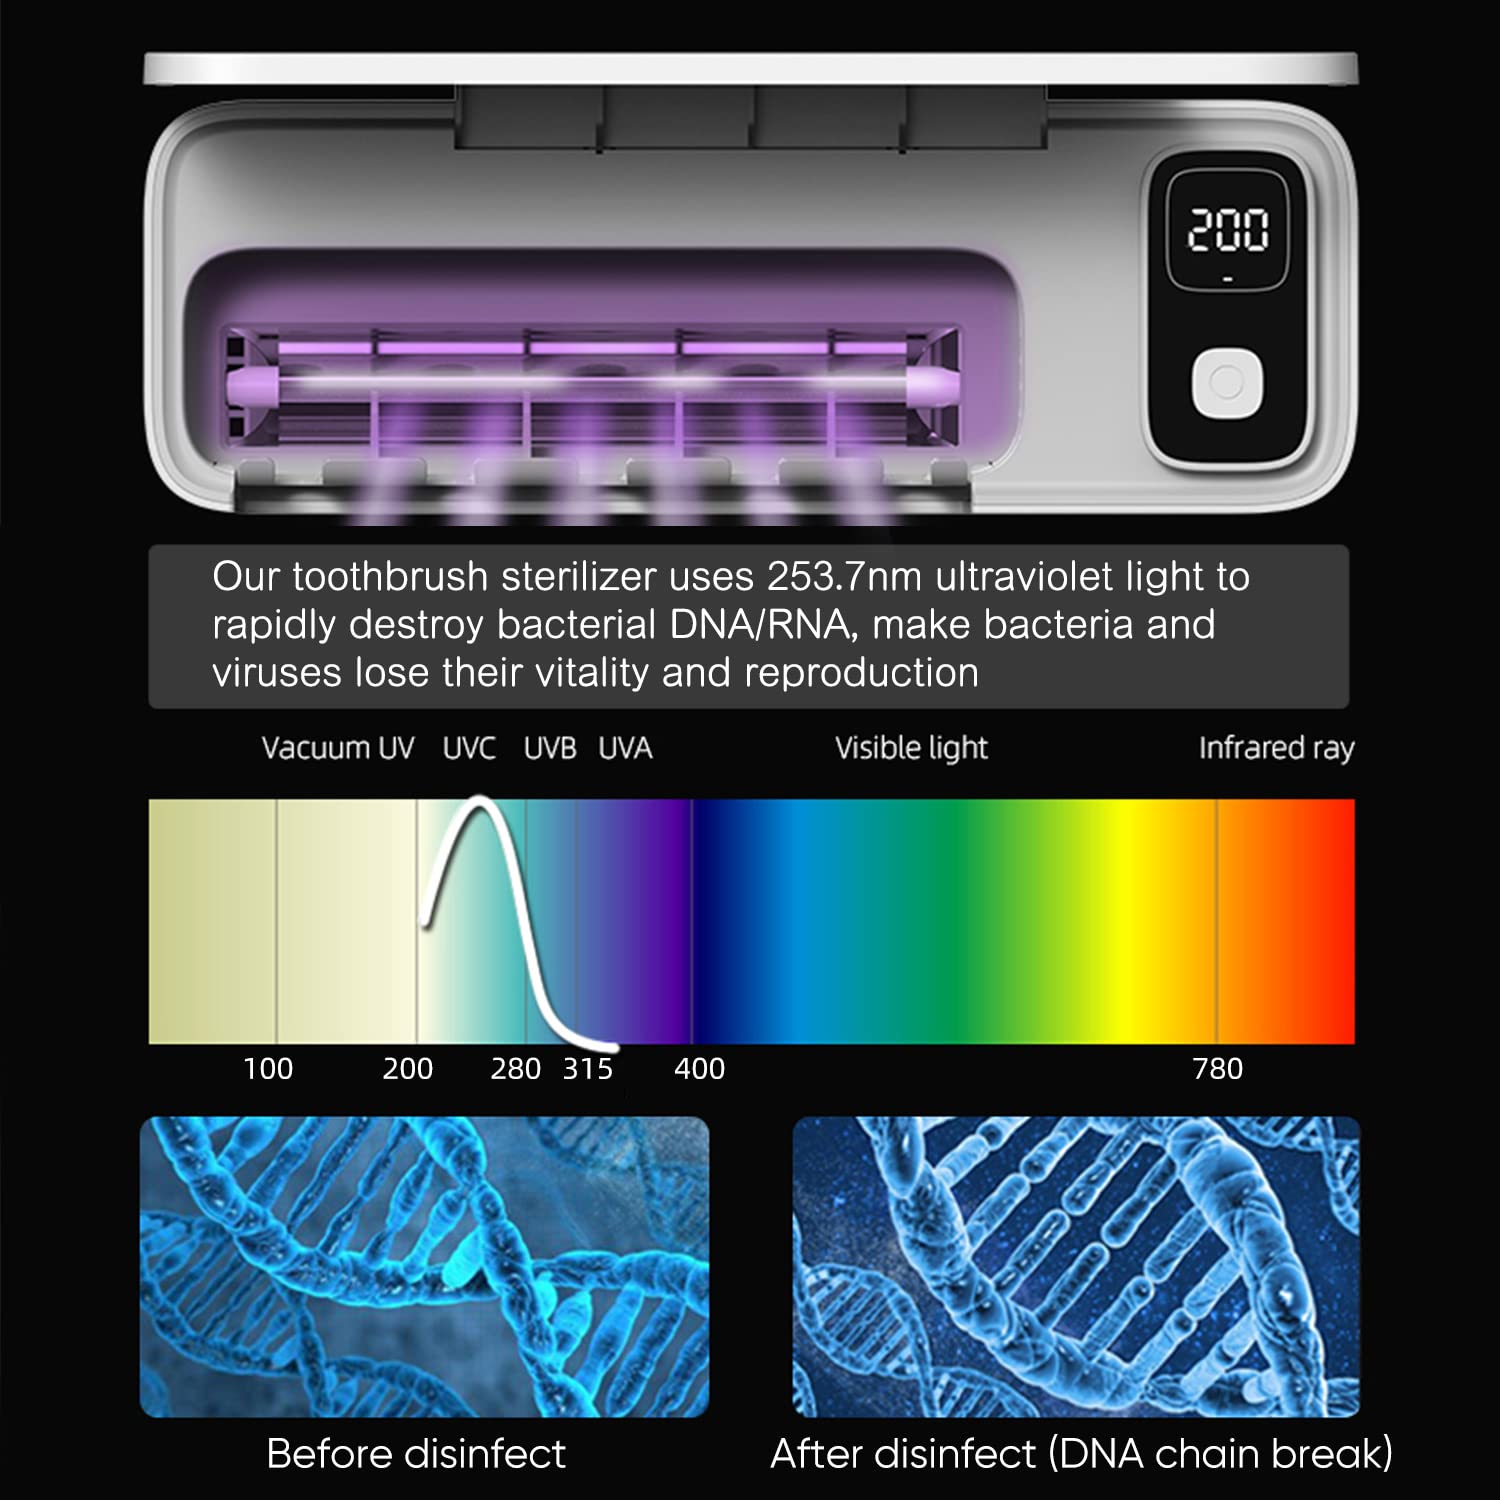 200
Our toothbrush sterilizer uses 253.7nm ultraviolet light to
rapidly destroy bacterial DNA/RNA, make bacteria and
viruses lose their vitality and reproduction
Vacuum UV UVC UVB UVA Visible light Infrared ray
100 200 280 315 400 780
Before disinfect After disinfect (DNA chain break)